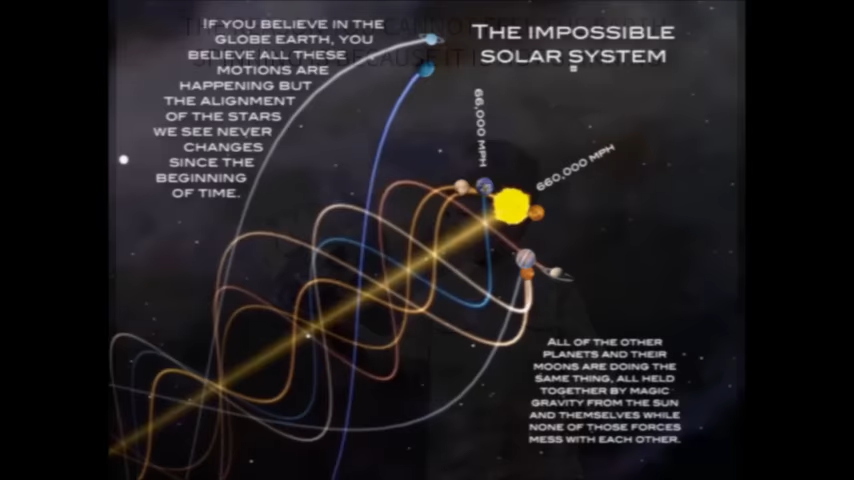 IF YOU BELIEVE IN THE
GLOBE EARTH, YOU
BELIEVE ALL THESE
MOTIONS ARE
HAPPENING BUT
THE ALIGNMENT
OF THE STARS
WE SEE NEVER
CHANGES
SINCE THE
BEGINNING
OF TIME.
THE IMPOSSIBLE
SOLAR SYSTEM
66,000 MPH
660,000 MPH
ALL OF THE OTHER
PLANETS AND THEIR
MOONS ARE DOING THE
SAME THING, ALL HELD
TOGETHER BY MAGIC
GRAVITY FROM THE SUN
AND THEMSELVES WHILE
NONE OF THOSE FORCES
MESS WITH EACH OTHER.